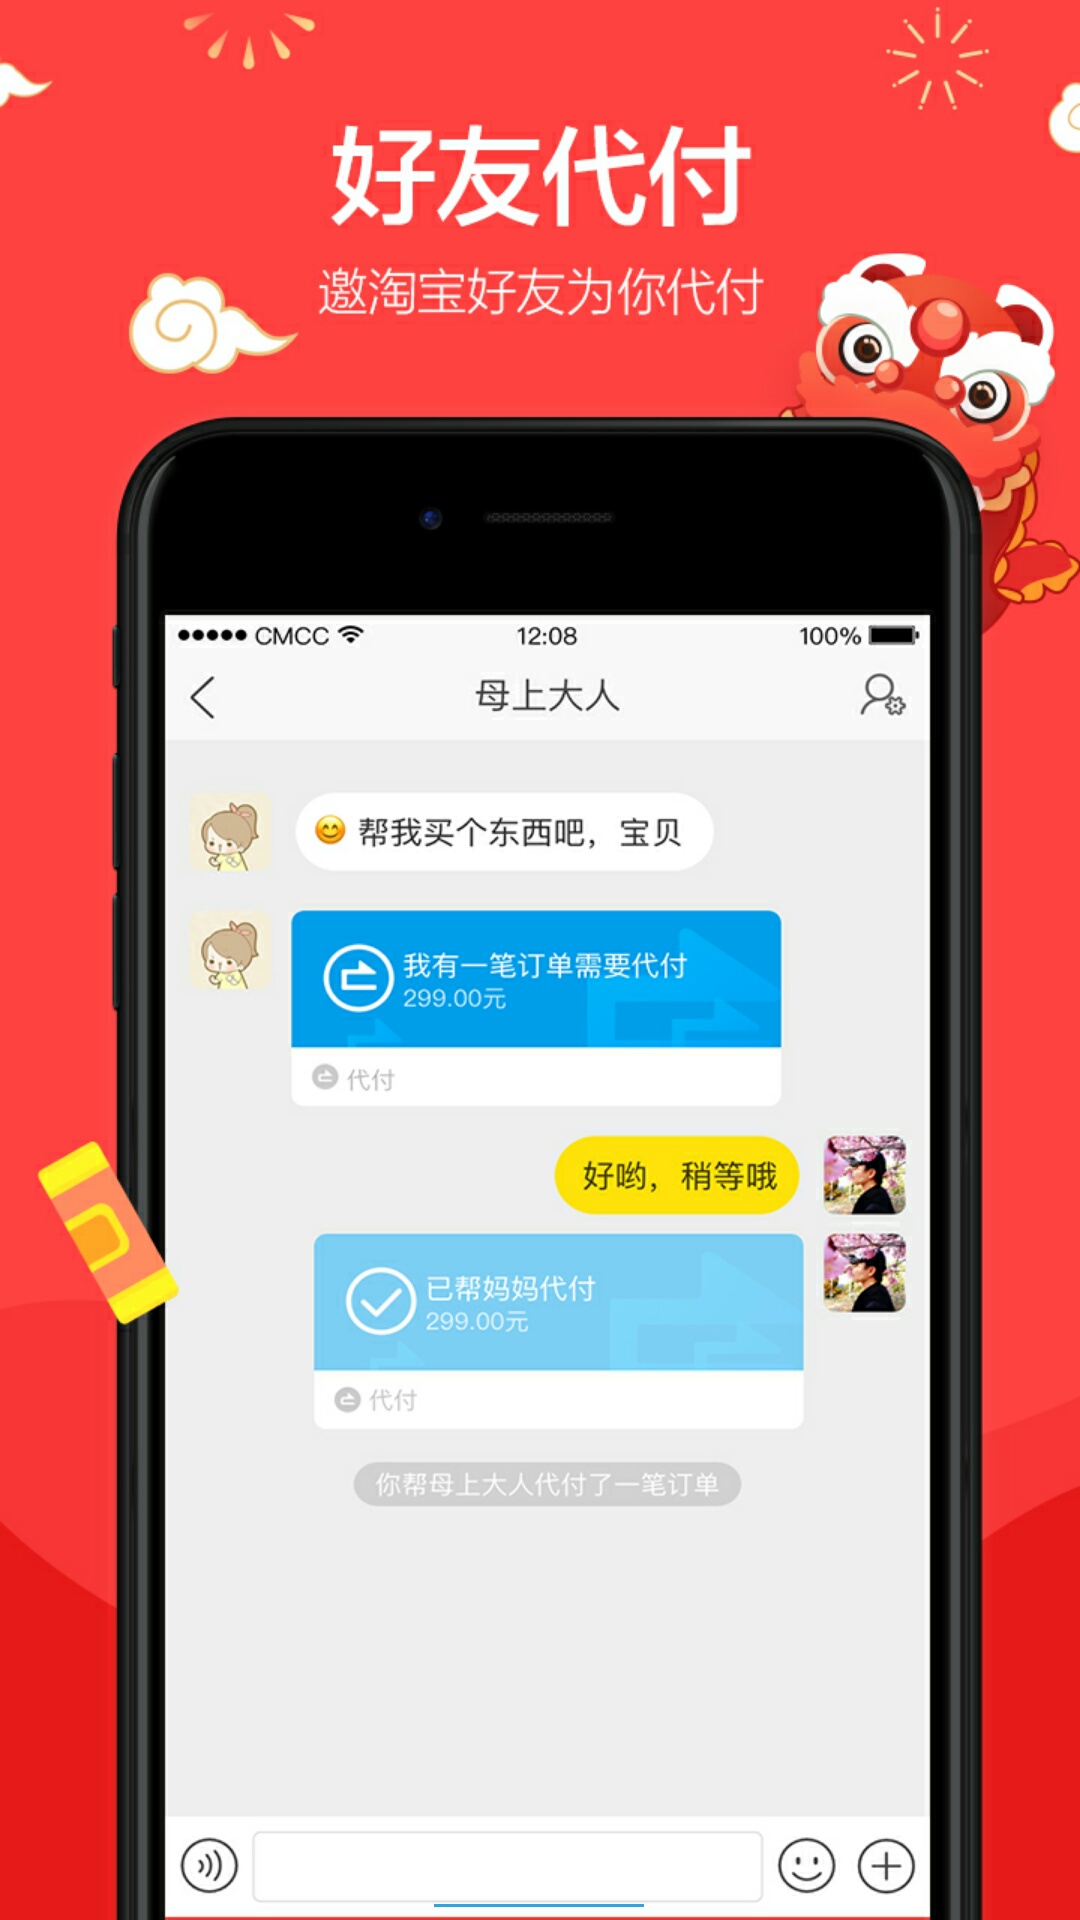 好友代付
邀淘宝好友为你代付
CMCC 12:08 100%
母上大人
😊 帮我买个东西吧，宝贝
我有一笔订单需要代付
299.00元
代付
好哟，稍等哦
已帮妈妈代付
299.00元
代付
你帮母上大人代付了一笔订单